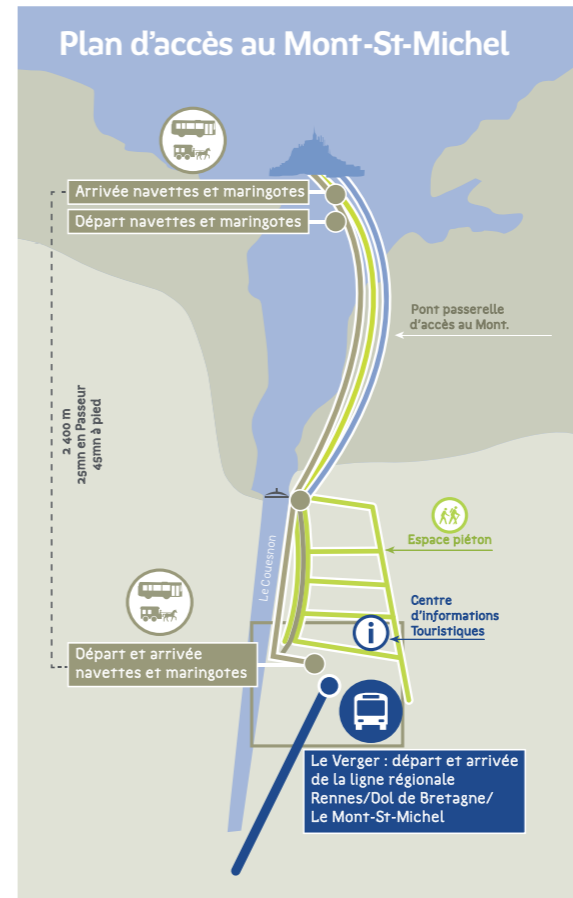 Plan d'accès au Mont-St-Michel
Arrivée navettes et maringotes
Départ navettes et maringotes
Pont passerelle
d'accès au Mont.
2 400 m
25mn en Passeur
45mn à pied
Le Couesnon
Espace piéton
Centre
d'informations
Touristiques
i
Départ et arrivée
navettes et maringotes
Le Verger : départ et arrivée
de la ligne régionale
Rennes/Dol de Bretagne/
Le Mont-St-Michel